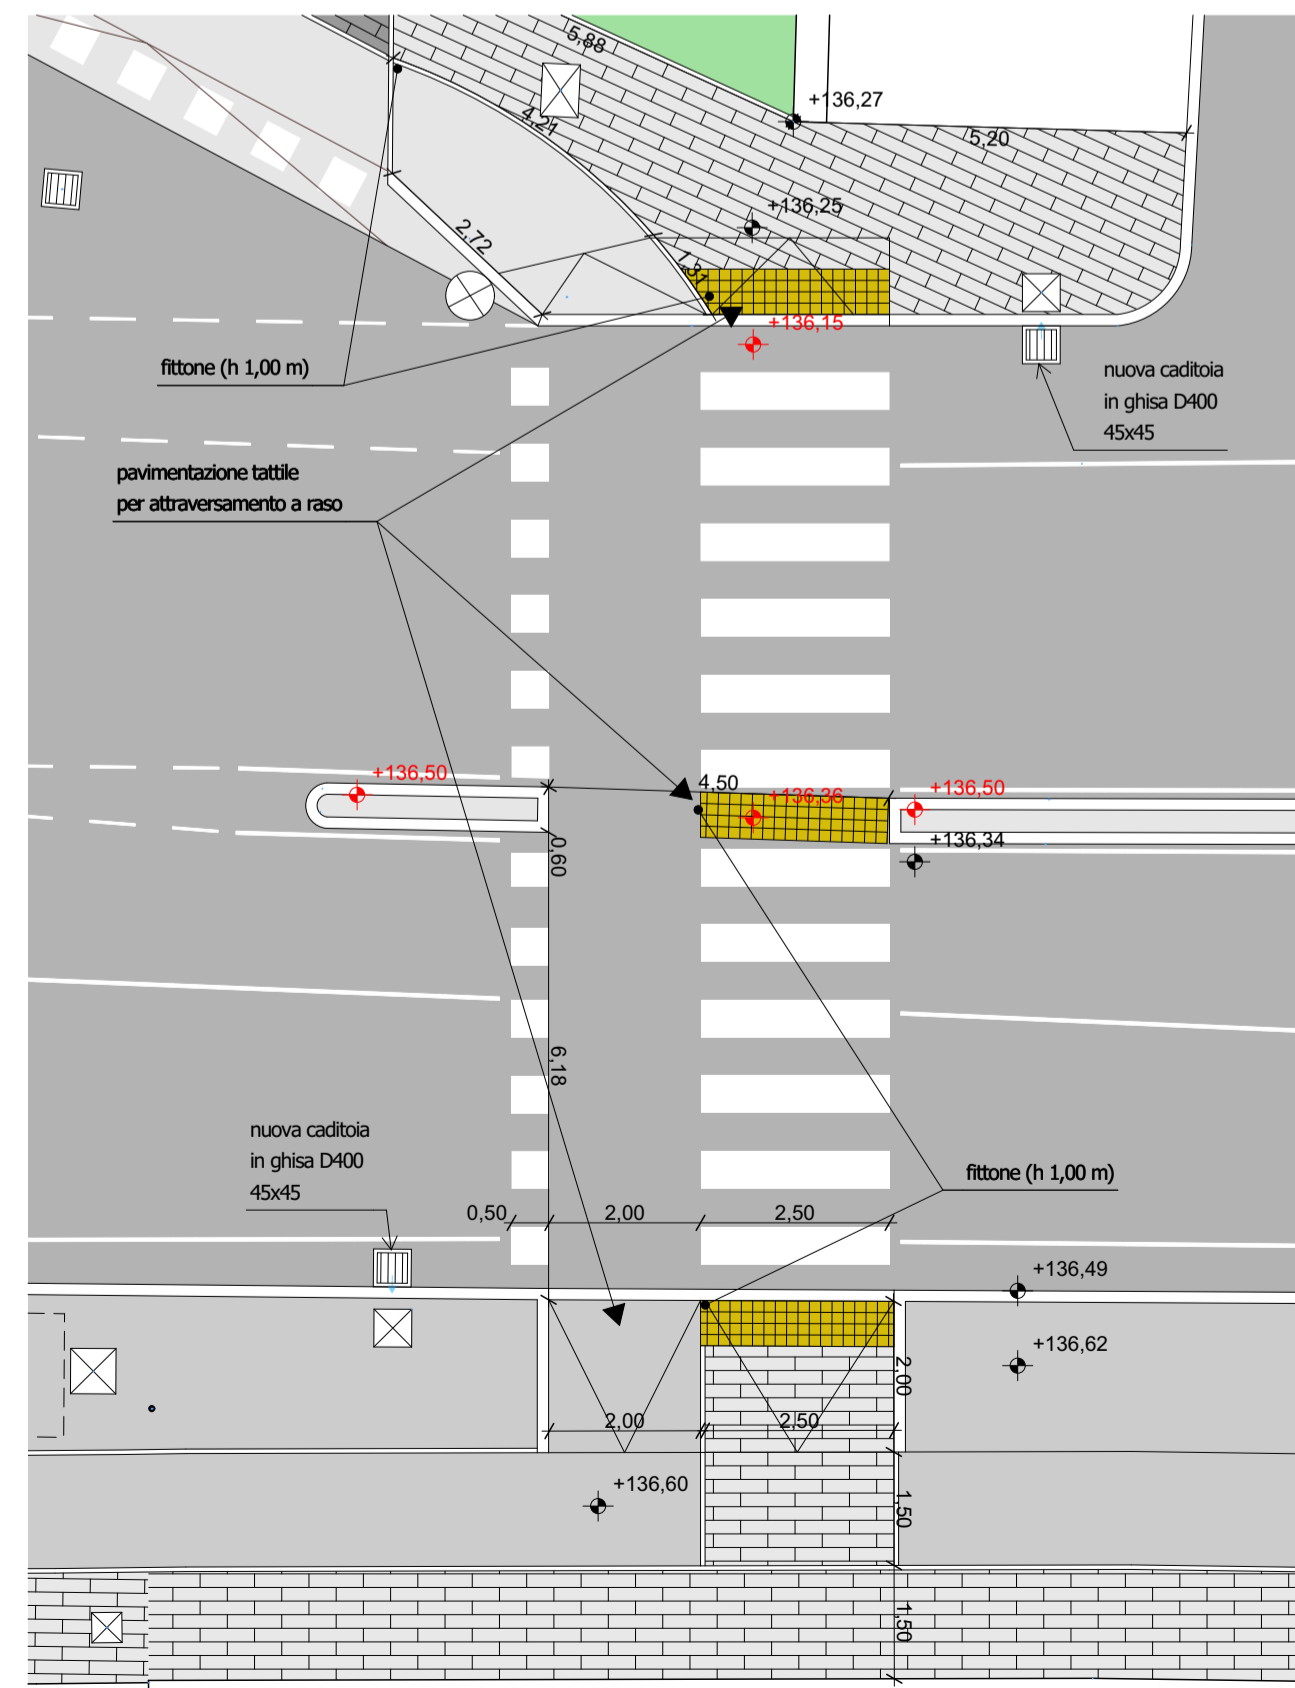 5,88
+136,27
4,21
5,20
+136,25
2,72
1,31
+136,15
fittone (h 1,00 m)
nuova caditoia
in ghisa D400
45x45
pavimentazione tattile
per attraversamento a raso
+136,50
4,50
+136,36
+136,50
+136,34
0,60
6,18
nuova caditoia
in ghisa D400
45x45
fittone (h 1,00 m)
0,50
2,00
2,50
+136,49
+136,62
2,00
2,00
2,50
+136,60
1,50
1,50